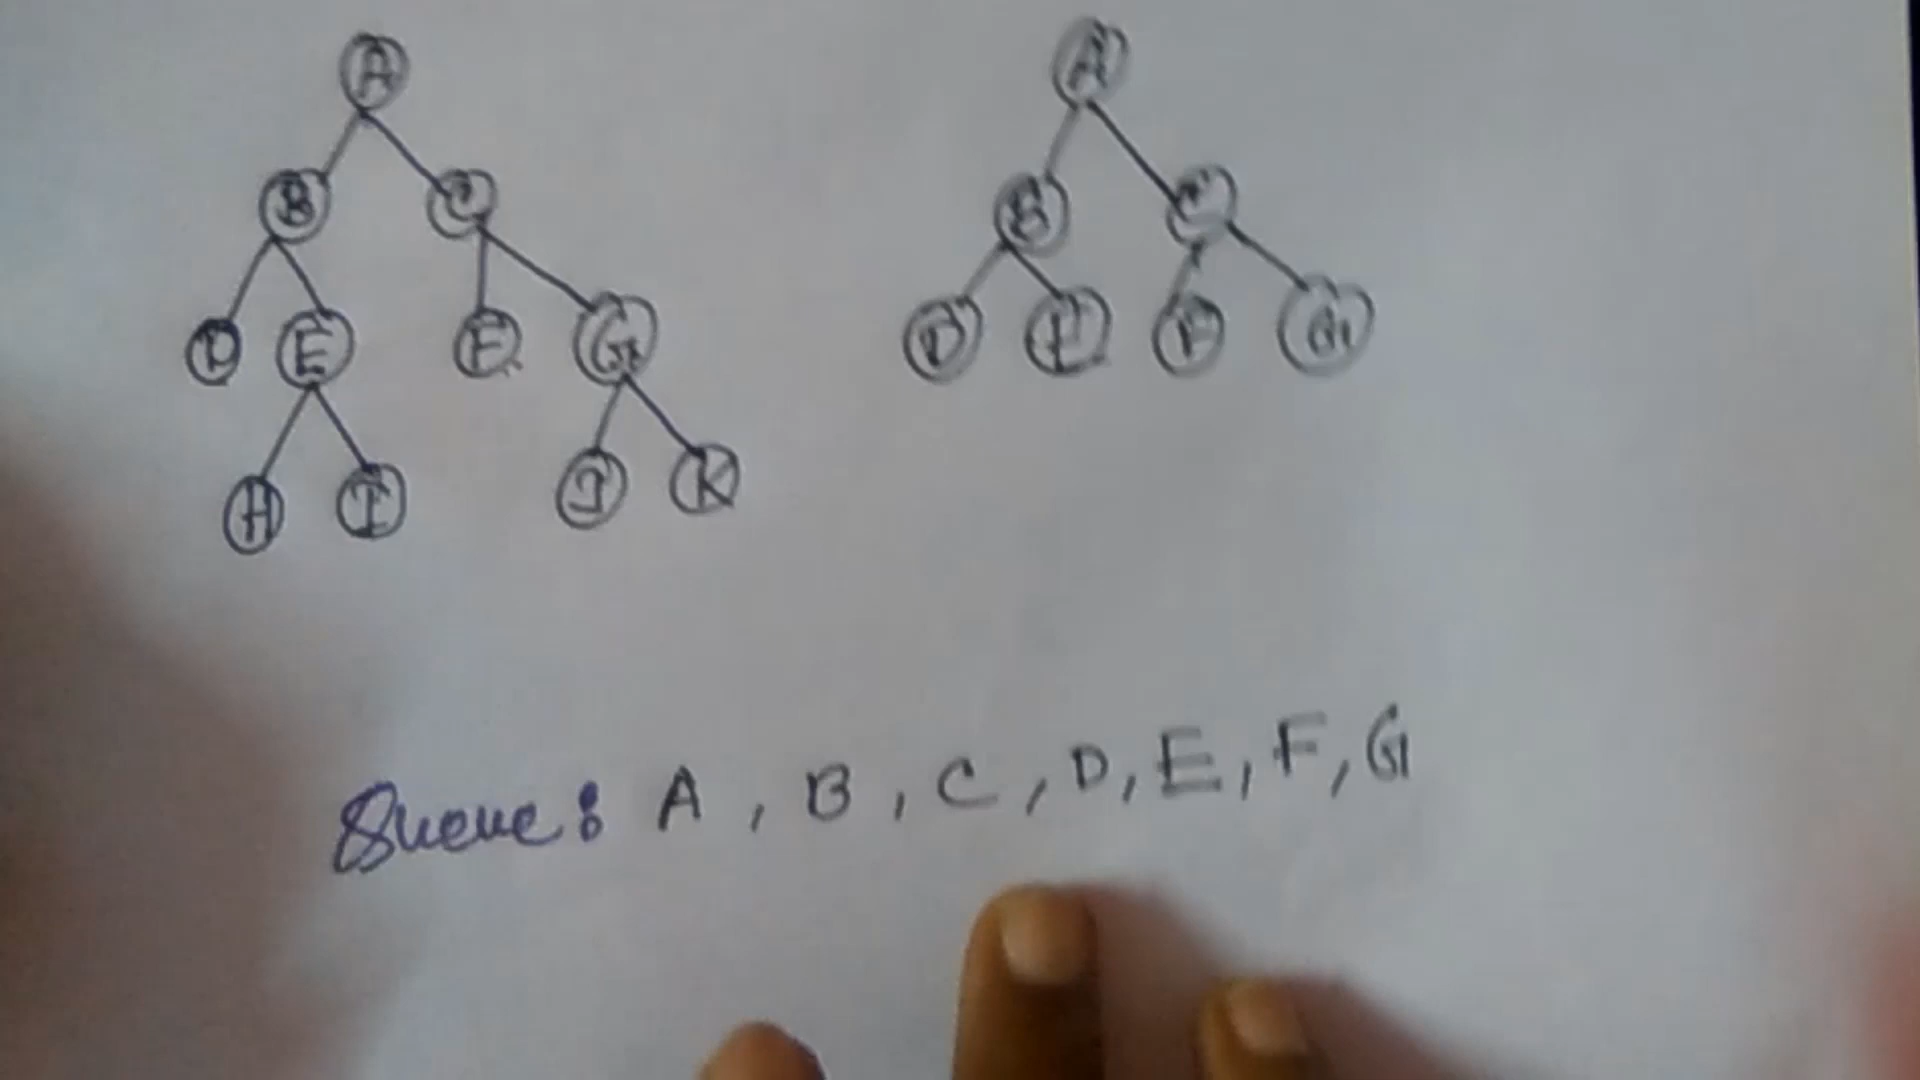 A
A
B C
B C
D E F G
D E F G
H I J K
Queue: A, B, C, D, E, F, G